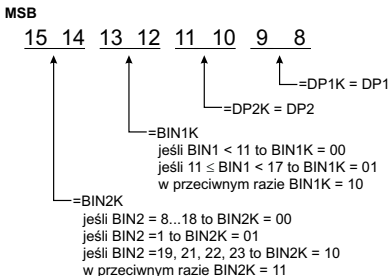 MSB
15 14 13 12 11 10 9 8
=DP1K = DP1
=DP2K = DP2
=BIN1K
jeśli BIN1 < 11 to BIN1K = 00
jeśli 11 ≤ BIN1 < 17 to BIN1K = 01
w przeciwnym razie BIN1K = 10
=BIN2K
jeśli BIN2 = 8...18 to BIN2K = 00
jeśli BIN2 =1 to BIN2K = 01
jeśli BIN2 =19, 21, 22, 23 to BIN2K = 10
w przeciwnym razie BIN2K = 11